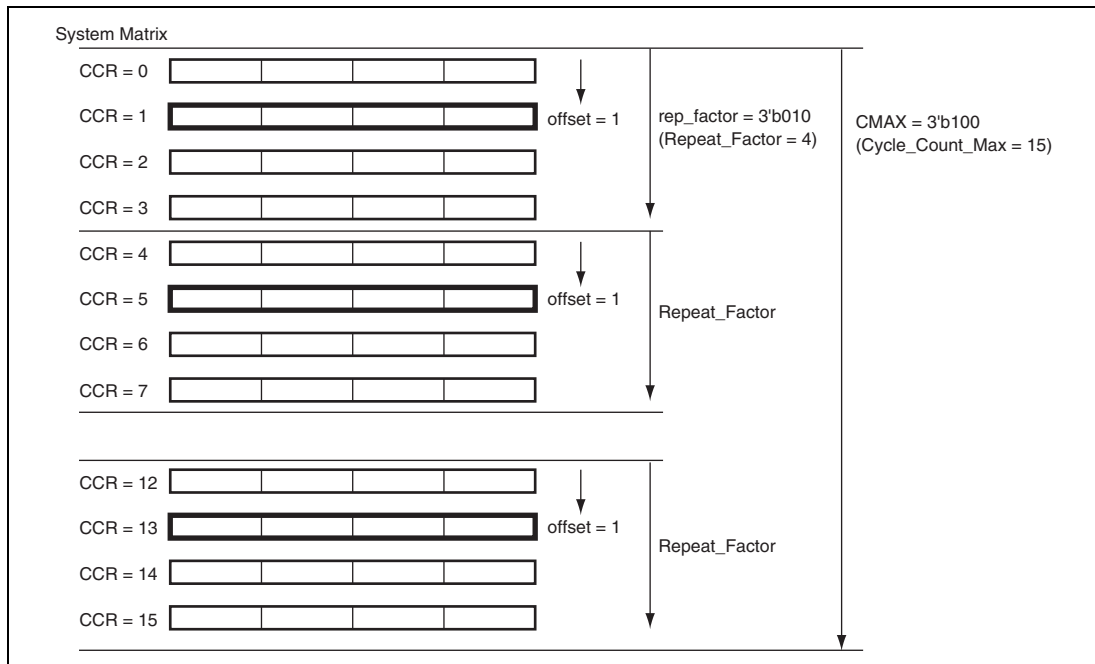 System Matrix
CCR = 0
CCR = 1
offset = 1
rep_factor = 3'b010
(Repeat_Factor = 4)
CMAX = 3'b100
(Cycle_Count_Max = 15)
CCR = 2
CCR = 3
CCR = 4
CCR = 5
offset = 1
Repeat_Factor
CCR = 6
CCR = 7
CCR = 12
CCR = 13
offset = 1
Repeat_Factor
CCR = 14
CCR = 15